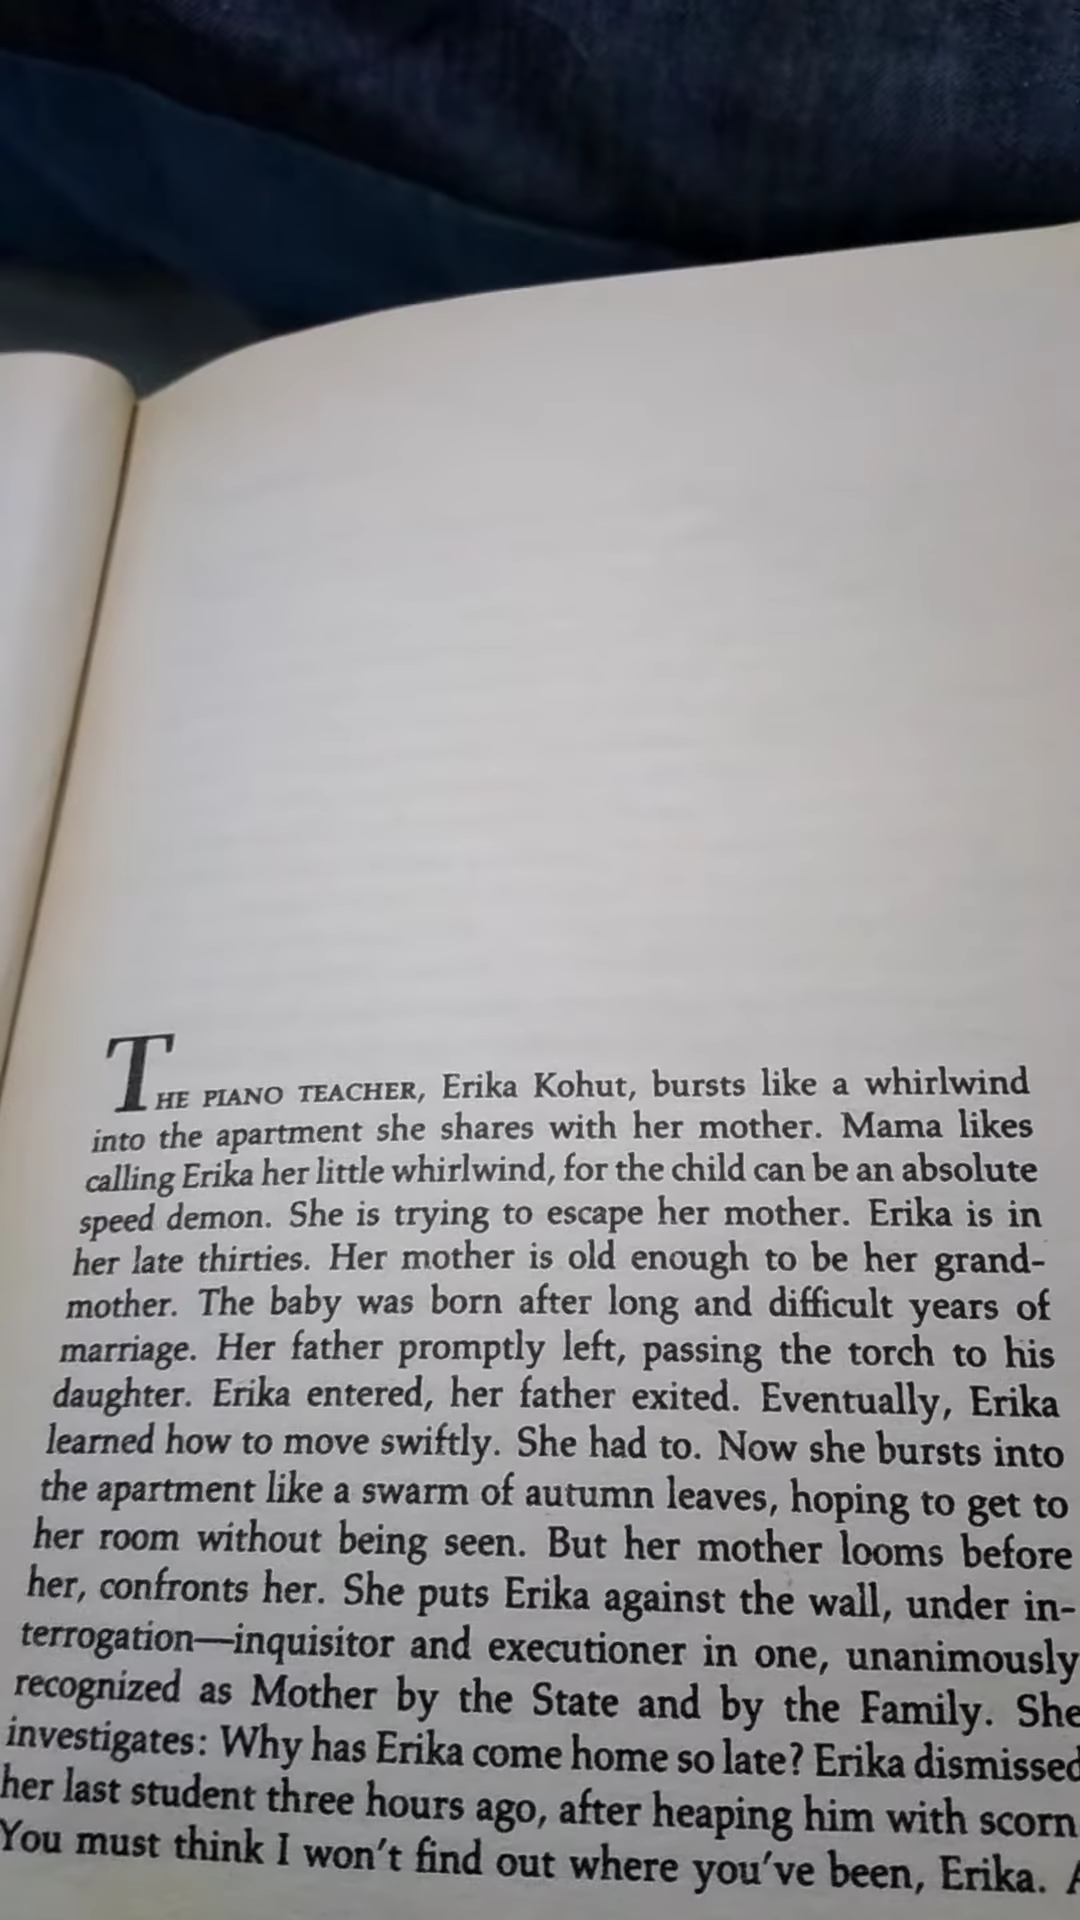 THE PIANO TEACHER, Erika Kohut, bursts like a whirlwind
into the apartment she shares with her mother. Mama likes
calling Erika her little whirlwind, for the child can be an absolute
speed demon. She is trying to escape her mother. Erika is in
her late thirties. Her mother is old enough to be her grand-
mother. The baby was born after long and difficult years of
marriage. Her father promptly left, passing the torch to his
daughter. Erika entered, her father exited. Eventually, Erika
learned how to move swiftly. She had to. Now she bursts into
the apartment like a swarm of autumn leaves, hoping to get to
her room without being seen. But her mother looms before
her, confronts her. She puts Erika against the wall, under in-
terrogation—inquisitor and executioner in one, unanimously
recognized as Mother by the State and by the Family. She
investigates: Why has Erika come home so late? Erika dismissed
her last student three hours ago, after heaping him with scorn
You must think I won't find out where you've been, Erika.